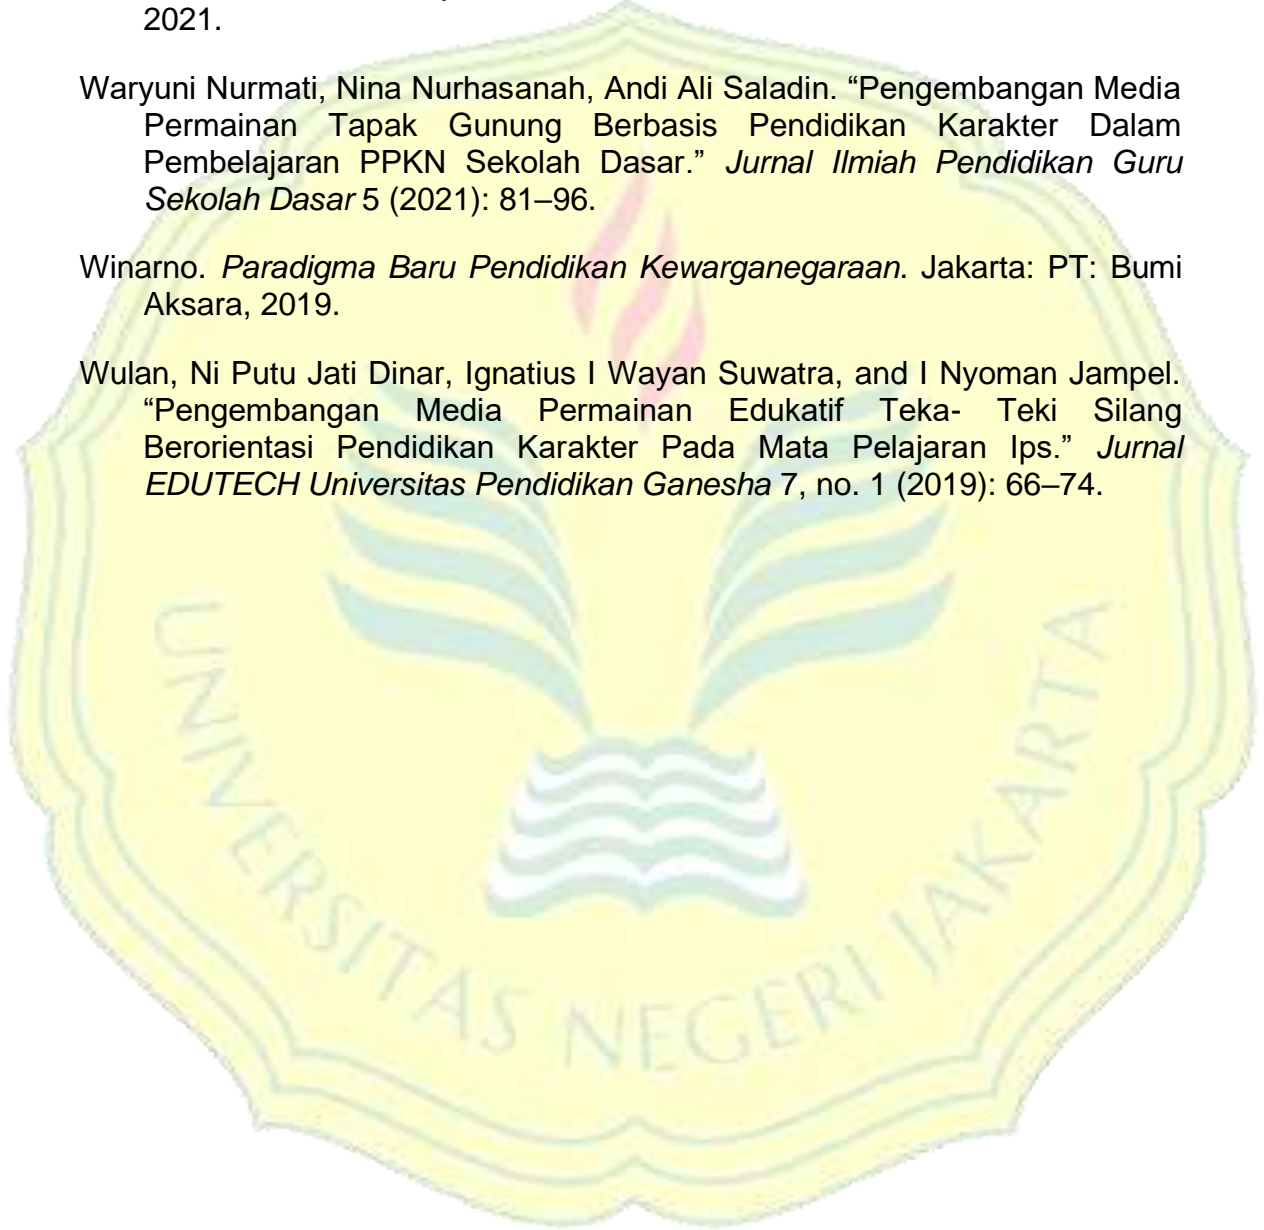 2021.
Waryuni Nurmati, Nina Nurhasanah, Andi Ali Saladin. “Pengembangan Media
Permainan Tapak Gunung Berbasis Pendidikan Karakter Dalam
Pembelajaran PPKN Sekolah Dasar.” Jurnal Ilmiah Pendidikan Guru
Sekolah Dasar 5 (2021): 81–96.
Winarno. Paradigma Baru Pendidikan Kewarganegaraan. Jakarta: PT: Bumi
Aksara, 2019.
Wulan, Ni Putu Jati Dinar, Ignatius I Wayan Suwatra, and I Nyoman Jampel.
“Pengembangan Media Permainan Edukatif Teka- Teki Silang
Berorientasi Pendidikan Karakter Pada Mata Pelajaran Ips.” Jurnal
EDUTECH Universitas Pendidikan Ganesha 7, no. 1 (2019): 66–74.
UNIVERSITAS NEGERI JAKARTA